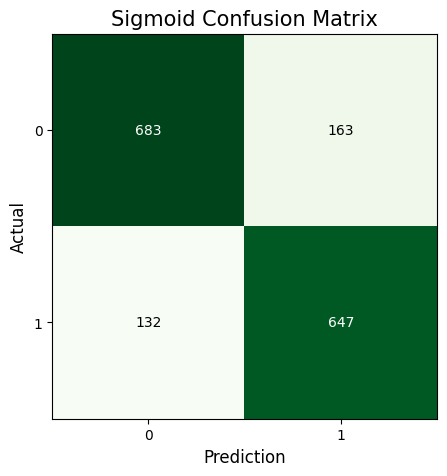 Sigmoid Confusion Matrix
Actual
0
683
163
1
132
647
0
1
Prediction